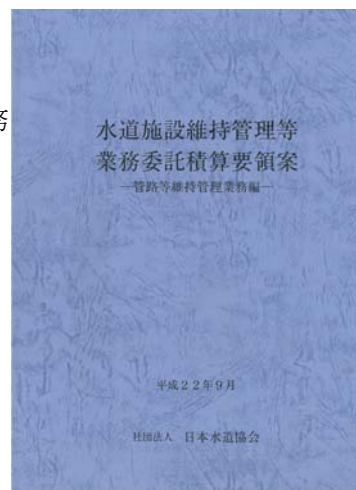 務
水道施設維持管理等
業務委託積算要領案
―管路等維持管理業務編―
平成22年9月
社団法人 日本水道協会